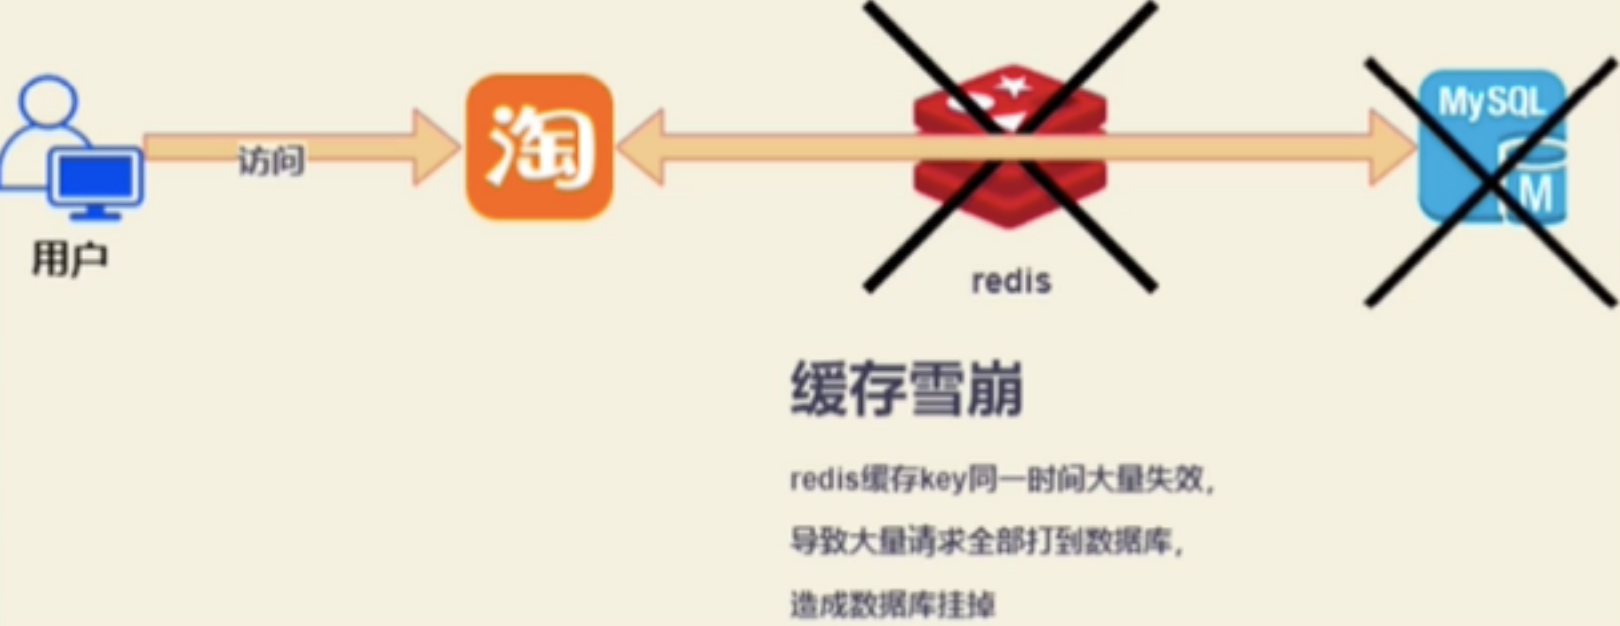 访问
淘
MySQL
M
用户
redis
缓存雪崩
redis缓存key同一时间大量失效,
导致大量请求全部打到数据库,
造成数据库挂掉